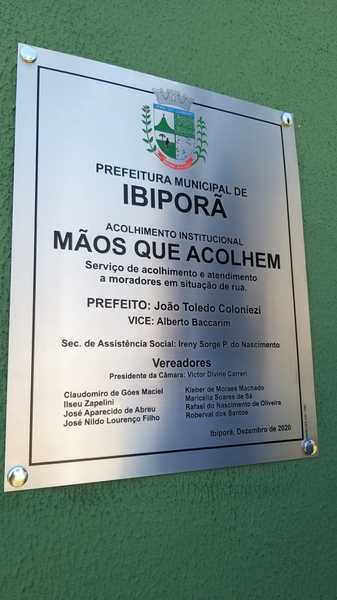 PREFEITURA MUNICIPAL DE
IBIPORÃ
ACOLHIMENTO INSTITUCIONAL
MÃOS QUE ACOLHEM
Serviço de acolhimento e atendimento
a moradores em situação de rua.
PREFEITO: João Toledo Coloniezi
VICE: Alberto Baccarim
Sec. de Assistência Social: Ireny Sorge P. do Nascimento
Vereadores
Presidente da Câmara: Victor Divino Carreri
Claudomiro de Góes Maciel
Ilseu Zapelini
José Aparecido de Abreu
José Nildo Lourenço Filho
Kleber de Moraes Machado
Maricélia Soares de Sá
Rafael do Nascimento de Oliveira
Roberval dos Santos
Ibiporã, Dezembro de 2020